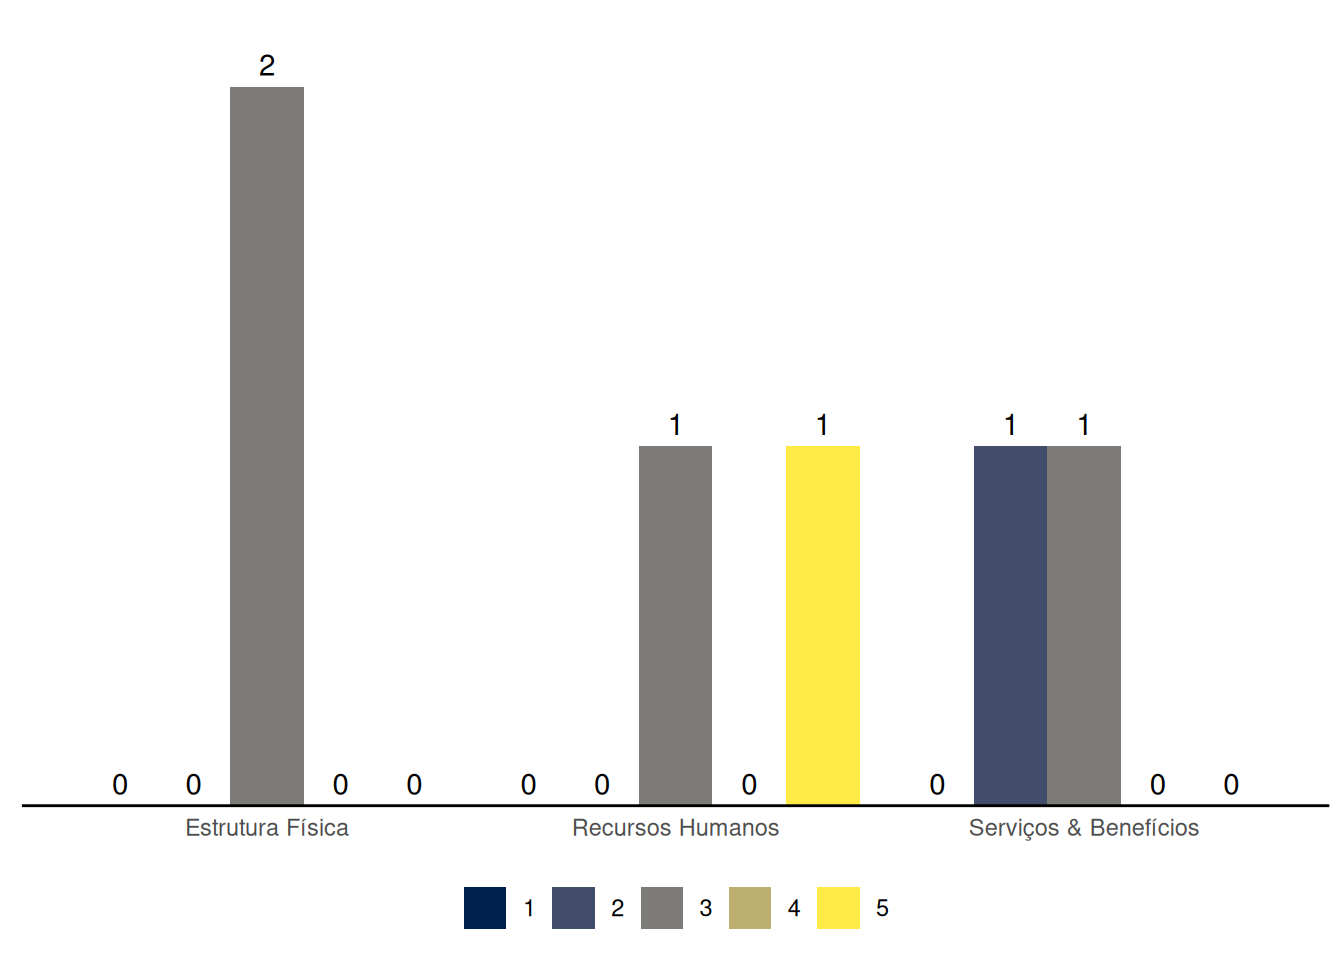 2
1 1 1 1
0 0 0 0 0 0 0 0 0 0
Estrutura Física Recursos Humanos Serviços & Benefícios
1 2 3 4 5